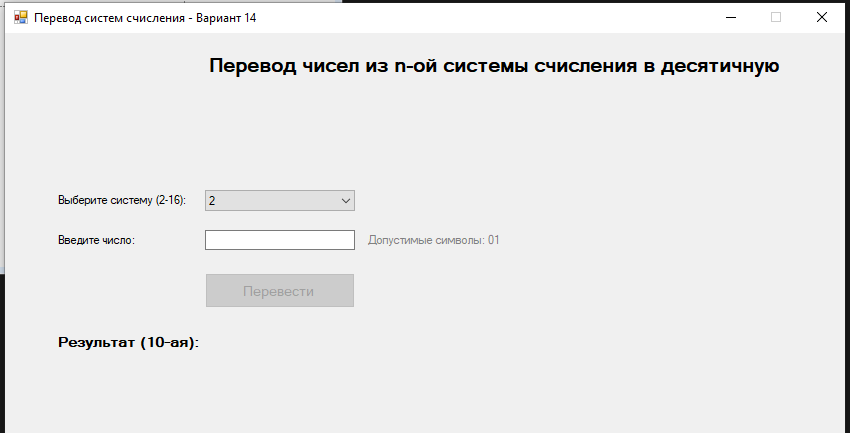 Перевод систем счисления - Вариант 14
Перевод чисел из n-ой системы счисления в десятичную
Выберите систему (2-16): 2
Введите число: Допустимые символы: 01
Перевести
Результат (10-ая):